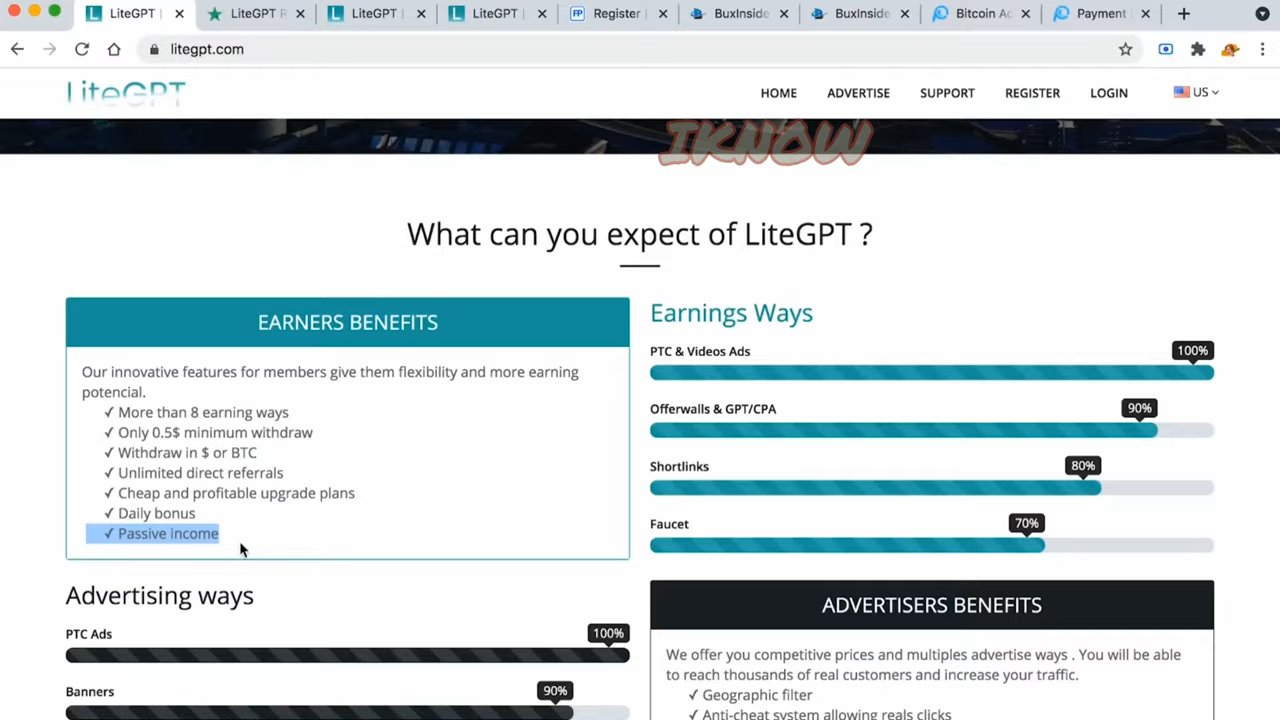 LiteGPT |
LiteGPT R
LiteGPT |
LiteGPT |
Register |
BuxInside
BuxInside
Bitcoin Ad
Payment
litegpt.com
LiteGPT
HOME
ADVERTISE
SUPPORT
REGISTER
LOGIN
US
IKNOW
What can you expect of LiteGPT ?
EARNERS BENEFITS
Our innovative features for members give them flexibility and more earning
potencial.
✓ More than 8 earning ways
✓ Only 0.5$ minimum withdraw
✓ Withdraw in $ or BTC
✓ Unlimited direct referrals
✓ Cheap and profitable upgrade plans
✓ Daily bonus
✓ Passive income
Earnings Ways
PTC & Videos Ads
100%
Offerwalls & GPT/CPA
90%
Shortlinks
80%
Faucet
70%
Advertising ways
PTC Ads
100%
Banners
90%
ADVERTISERS BENEFITS
We offer you competitive prices and multiples advertise ways . You will be able
to reach thousands of real customers and increase your traffic.
✓ Geographic filter
✓ Anti-cheat system allowing reals clicks